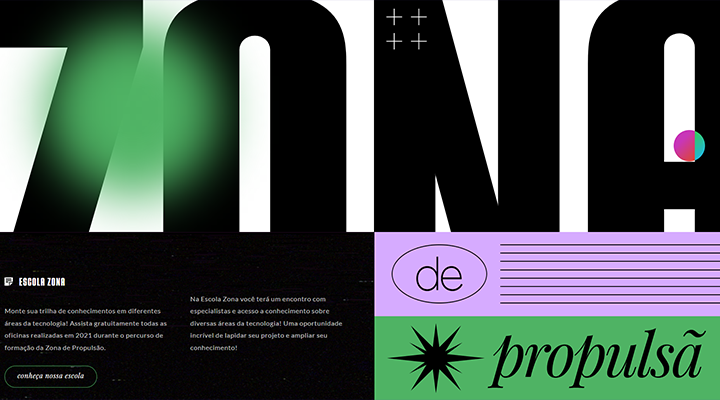 ZONA
ESCOLA ZONA
Monte sua trilha de conhecimentos em diferentes
áreas da tecnologia! Assista gratuitamente todas as
oficinas realizadas em 2021 durante o percurso de
formação da Zona de Propulsão.
conheça nossa escola
Na Escola Zona você terá um encontro com
especialistas e acesso a conhecimento sobre
diversas áreas da tecnologia! Uma oportunidade
incrível de lapidar seu projeto e ampliar seu
conhecimento!
de
propulsã